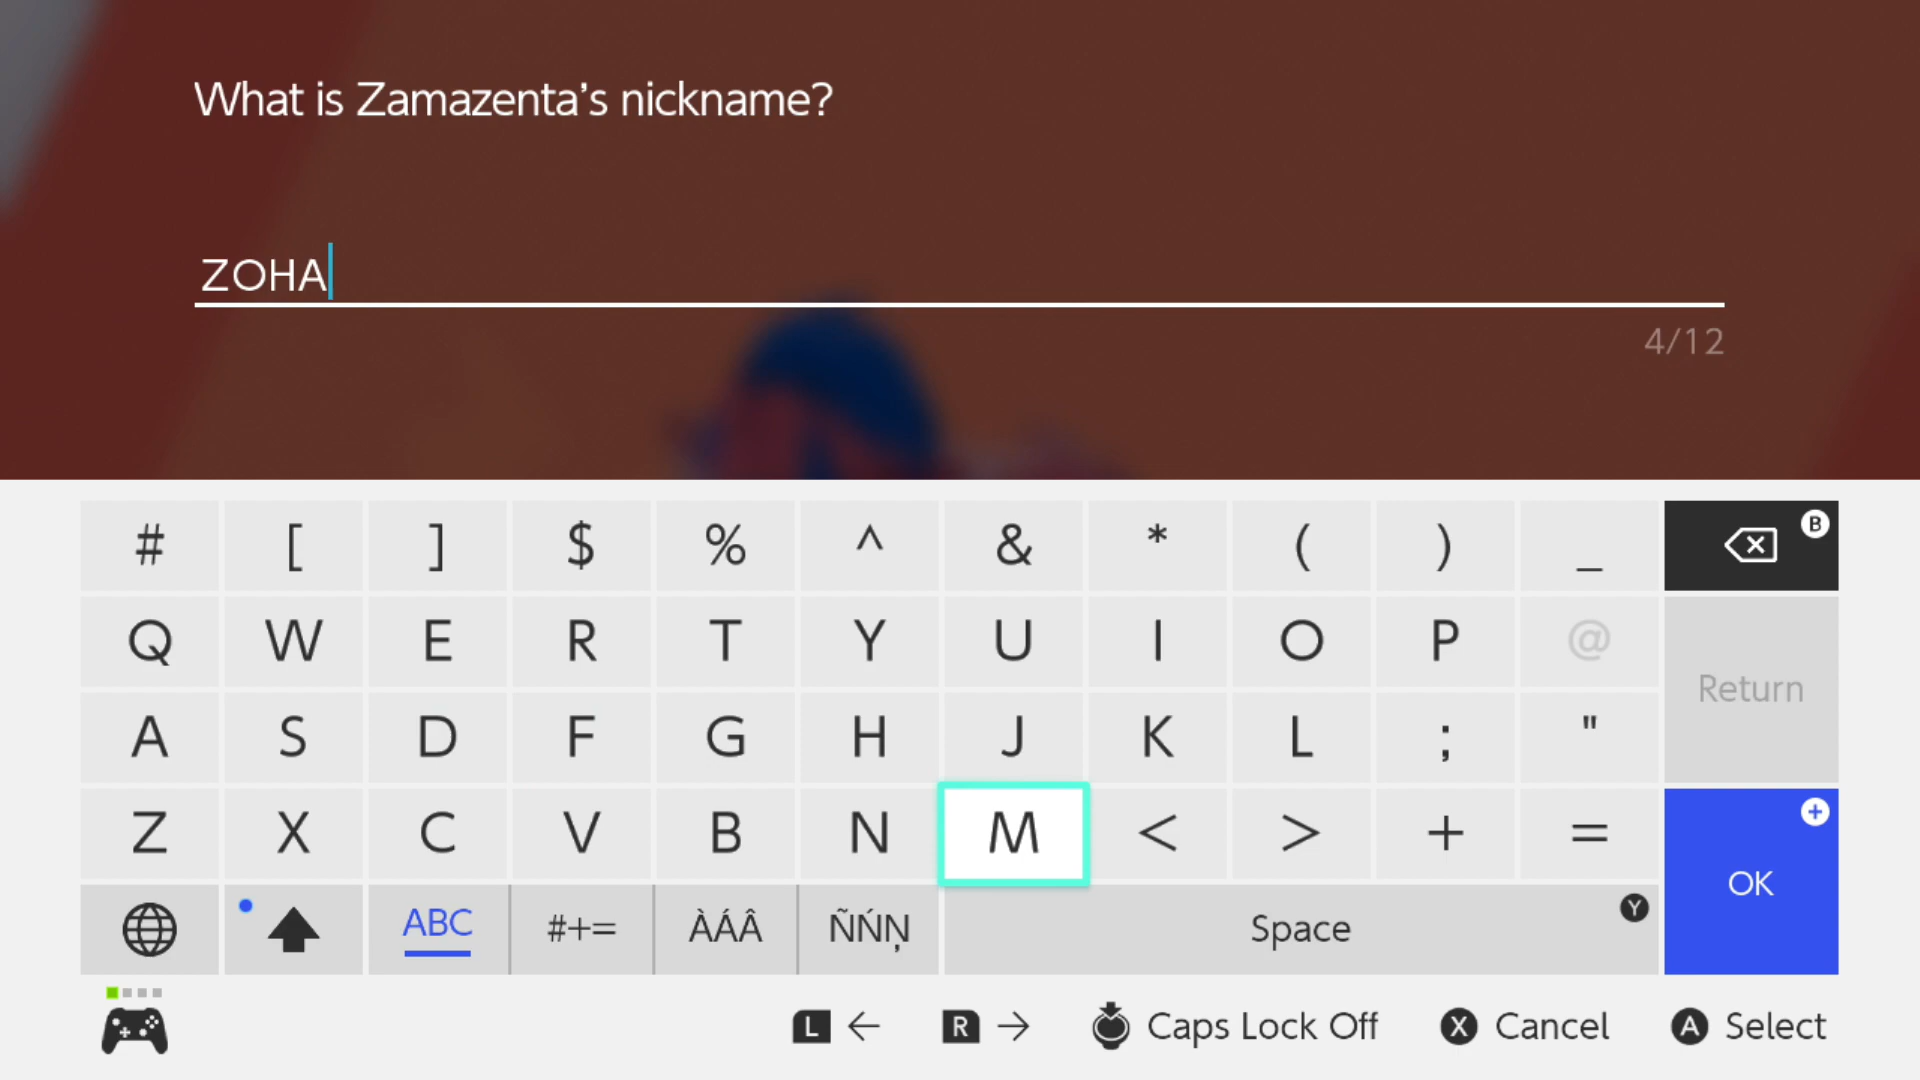 What is Zamazenta's nickname?
ZOHA
4/12
# [ ] $ % ^ & * ( ) _ B
Q W E R T Y U I O P @
Return
A S D F G H J K L ; "
Z X C V B N M < > + = +
OK
ABC #+= ÀÁÂ ÑŃŅ Space Y
L ← R → Caps Lock Off X Cancel A Select